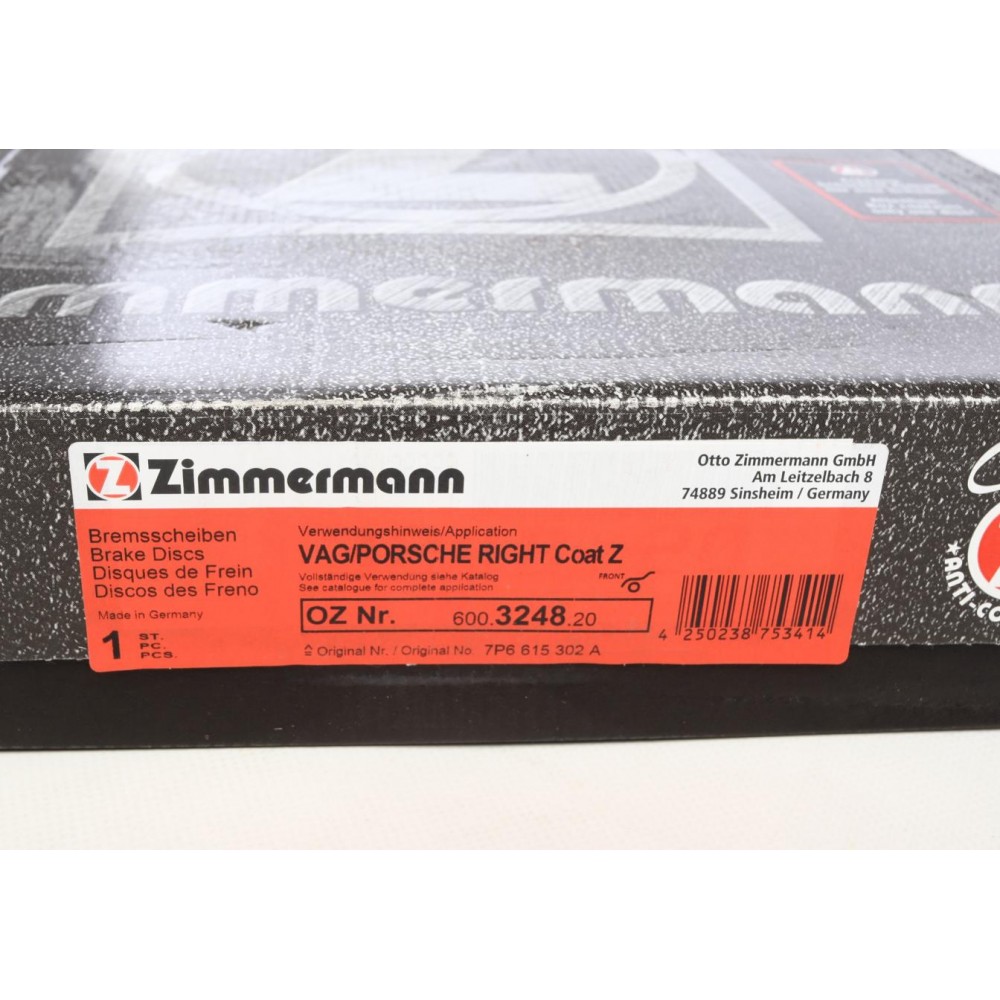 mmermann
Zimmermann
Otto Zimmermann GmbH
Am Leitzelbach 8
74889 Sinsheim / Germany
Bremsscheiben
Brake Discs
Disques de Frein
Discos des Freno
Made in Germany
1 ST.
PC.
PCS.
Verwendungshinweis/Application
VAG/PORSCHE RIGHT Coat Z
Vollständige Verwendung siehe Katalog
See catalogue for complete application
FRONT
OZ Nr. 600.3248.20
≙ Original Nr. / Original No. 7P6 615 302 A
4 250238 753414
*ANTI-CO